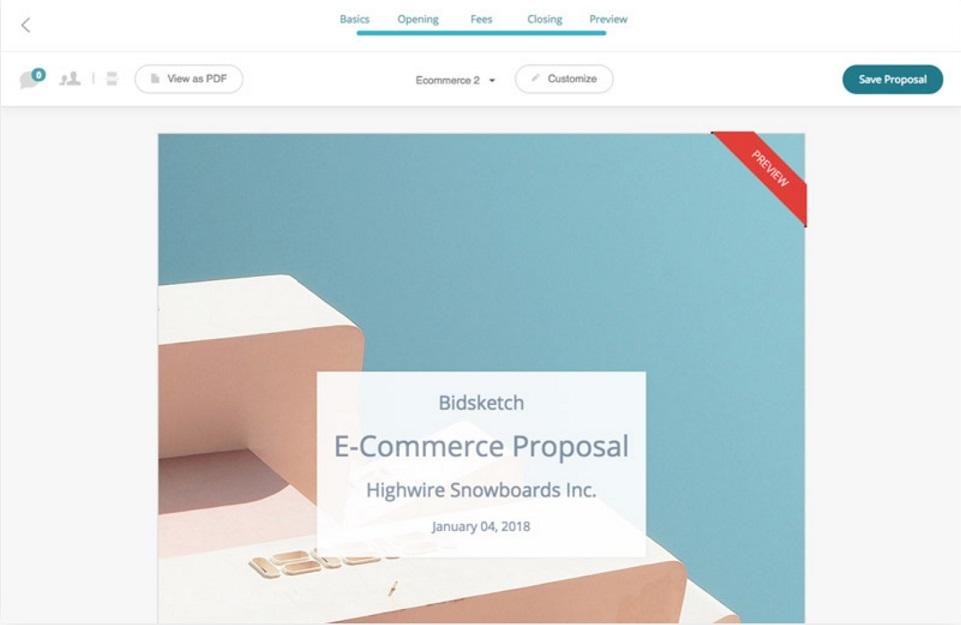 Basics Opening Fees Closing Preview
0 View as PDF Ecommerce 2 Customize Save Proposal
PREVIEW
Bidsketch
E-Commerce Proposal
Highwire Snowboards Inc.
January 04, 2018